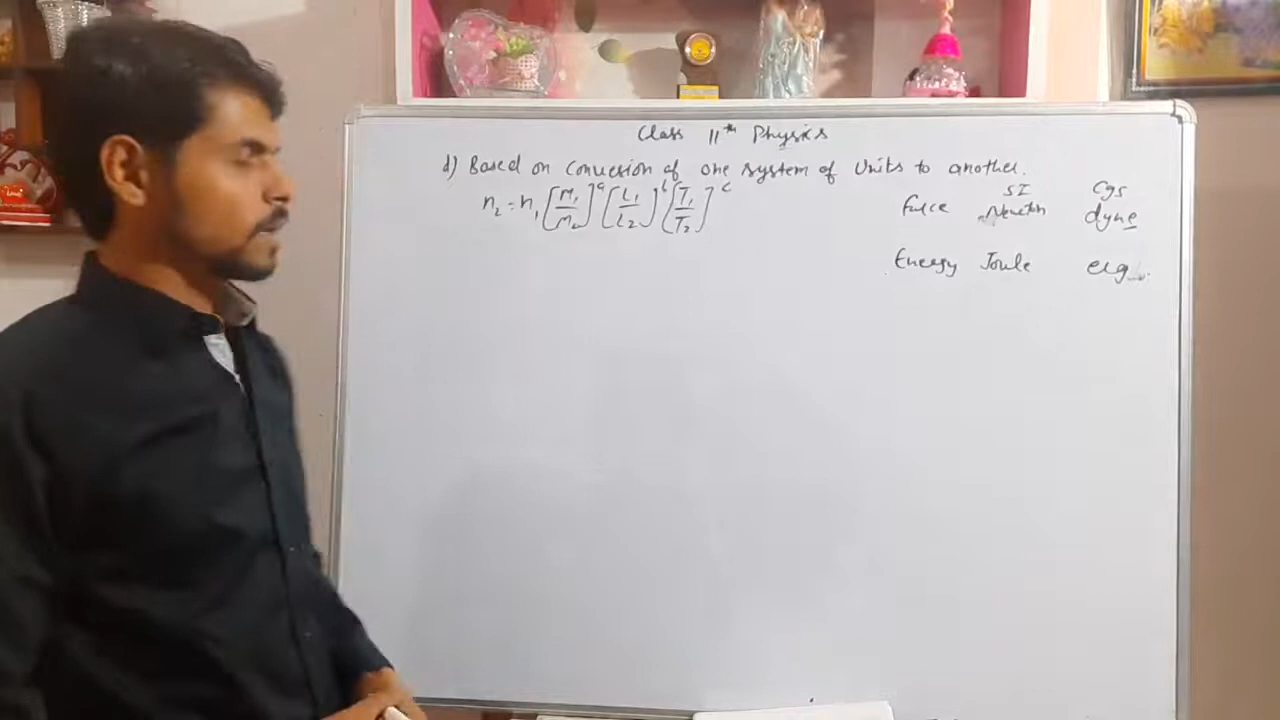 Class 11th Physics
d) Based on conversion of one system of Units to another.
n₂ = n₁ [M₁/M₂]ᵃ [L₁/L₂]ᵇ [T₁/T₂]ᶜ
SI Cgs
Force Newton dyne
Energy Joule erg